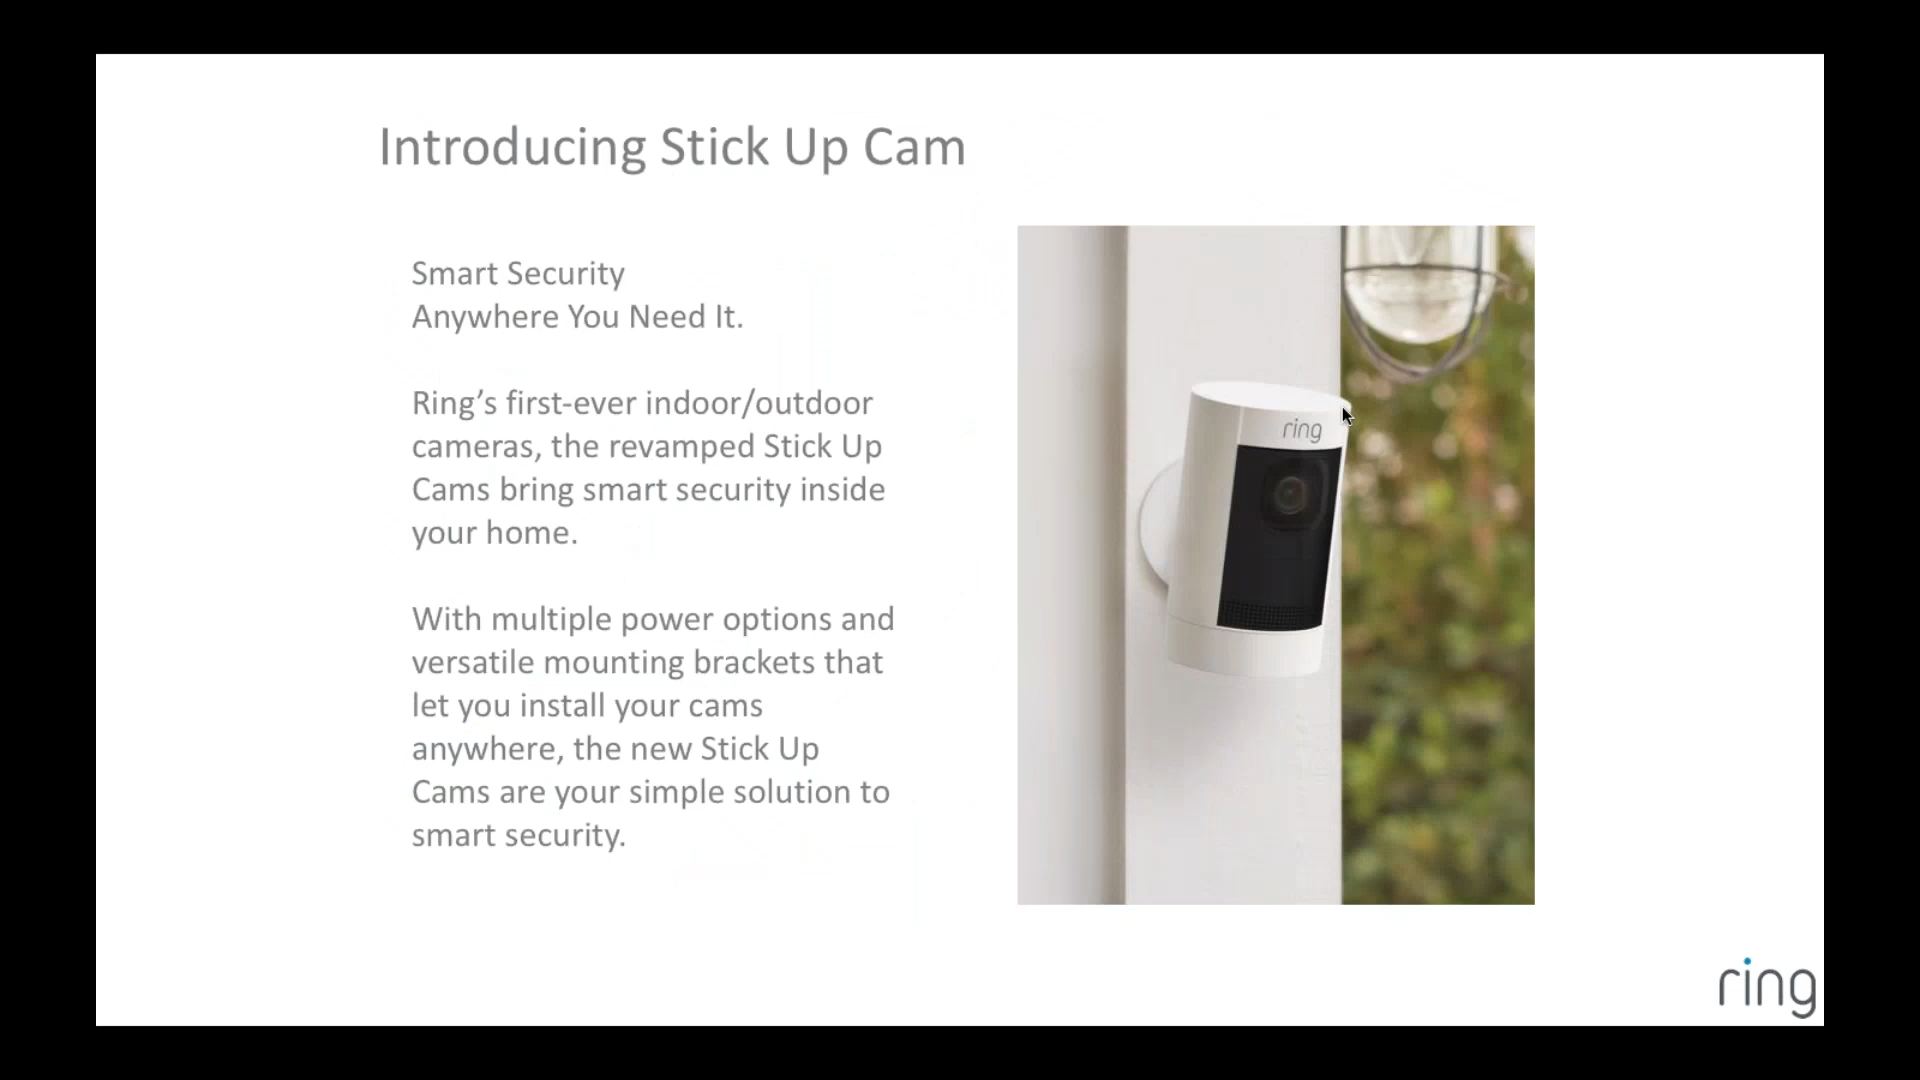 Introducing Stick Up Cam
Smart Security
Anywhere You Need It.
Ring’s first-ever indoor/outdoor
cameras, the revamped Stick Up
Cams bring smart security inside
your home.
With multiple power options and
versatile mounting brackets that
let you install your cams
anywhere, the new Stick Up
Cams are your simple solution to
smart security.
ring
ring